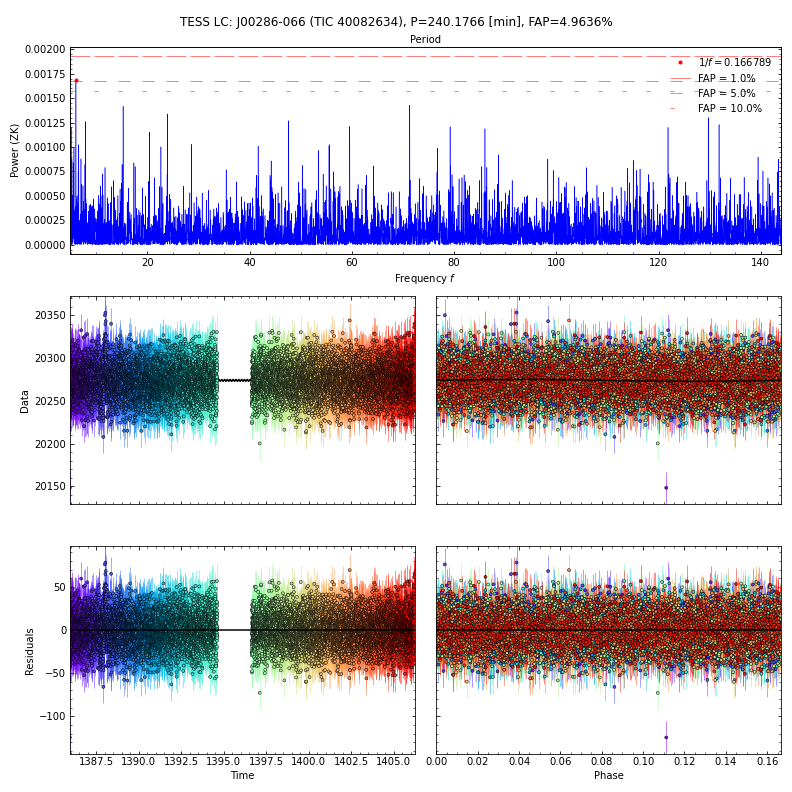 TESS LC: J00286-066 (TIC 40082634), P=240.1766 [min], FAP=4.9636%
Period
0.00200
0.00175
0.00150
0.00125
0.00100
0.00075
0.00050
0.00025
0.00000
Power (ZK)
1/f = 0.166789
FAP = 1.0%
FAP = 5.0%
FAP = 10.0%
20 40 60 80 100 120 140
Frequency f
20350
20300
20250
20200
20150
Data
50
0
−50
−100
Residuals
1387.5 1390.0 1392.5 1395.0 1397.5 1400.0 1402.5 1405.0
Time
0.00 0.02 0.04 0.06 0.08 0.10 0.12 0.14 0.16
Phase